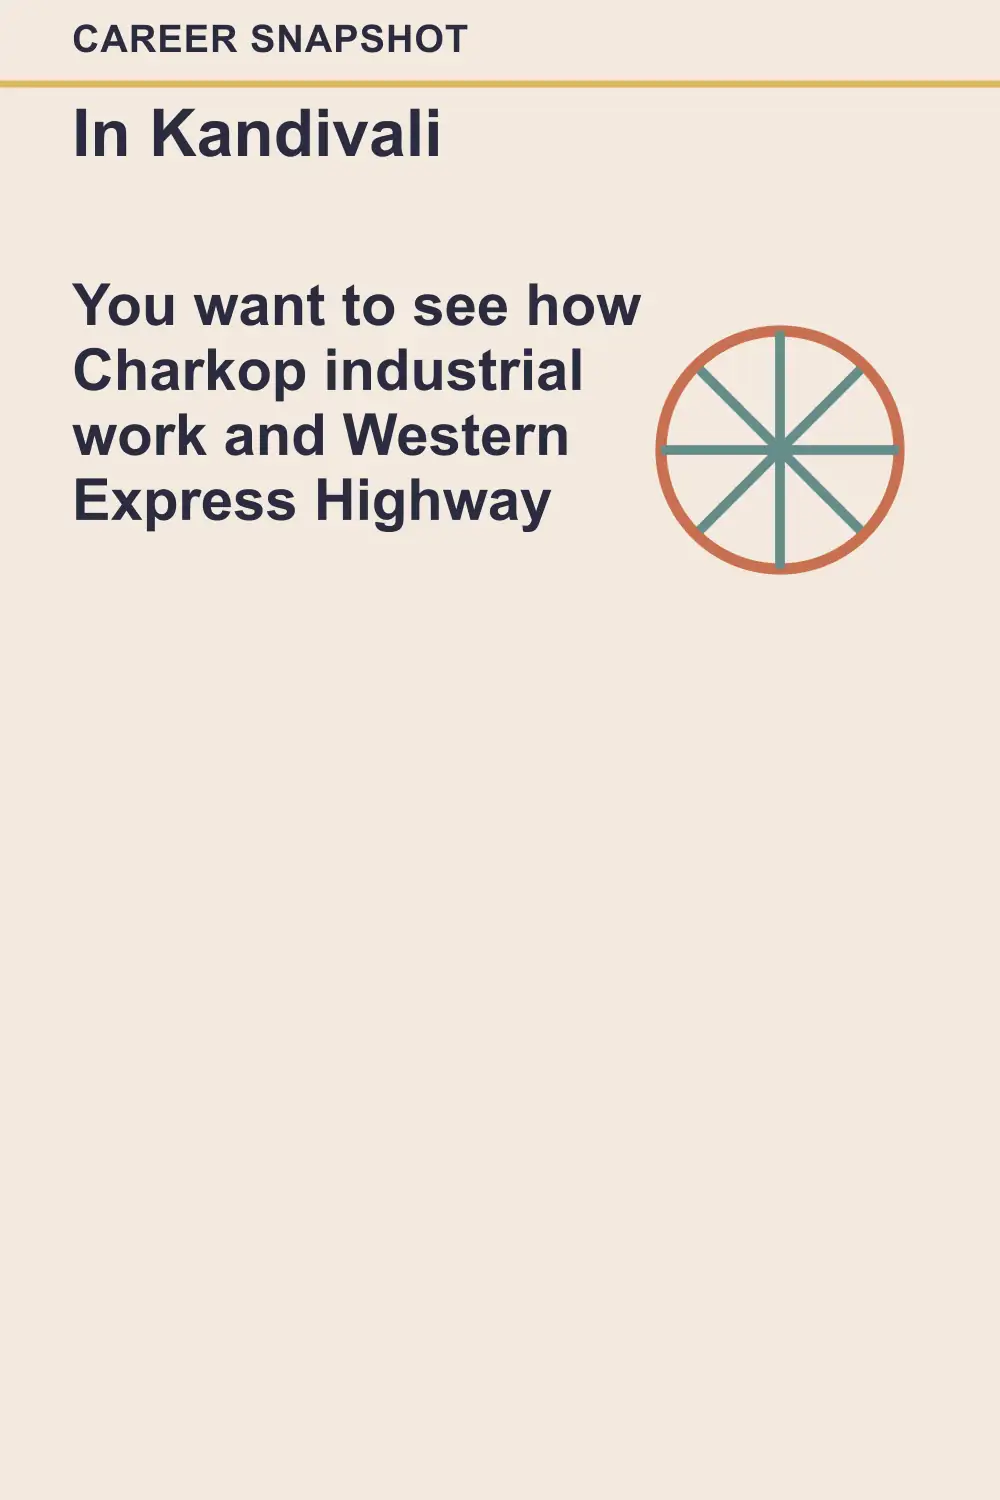 CAREER SNAPSHOT
In Kandivali
You want to see how
Charkop industrial
work and Western
Express Highway